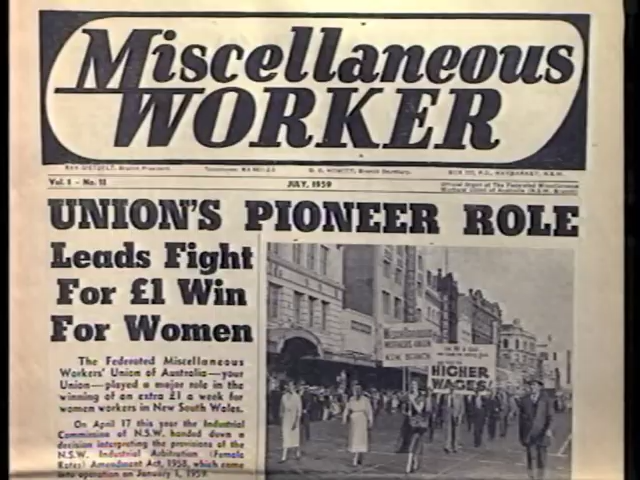 Miscellaneous
WORKER
Vol. 1 - No. 11 JULY, 1959
UNION'S PIONEER ROLE
Leads Fight
For £1 Win
For Women
The Federated Miscellaneous
Workers' Union of Australia—your
Union—played a major role in the
winning of an extra £1 a week for
women workers in New South Wales.
On April 17 this year the Industrial
Commission of N.S.W. handed down a
decision interpreting the provisions of the
N.S.W. Industrial Arbitration (Female
Rates) Amendment Act, 1958, which came
into operation on January 1, 1959.
HIGHER
WAGES!